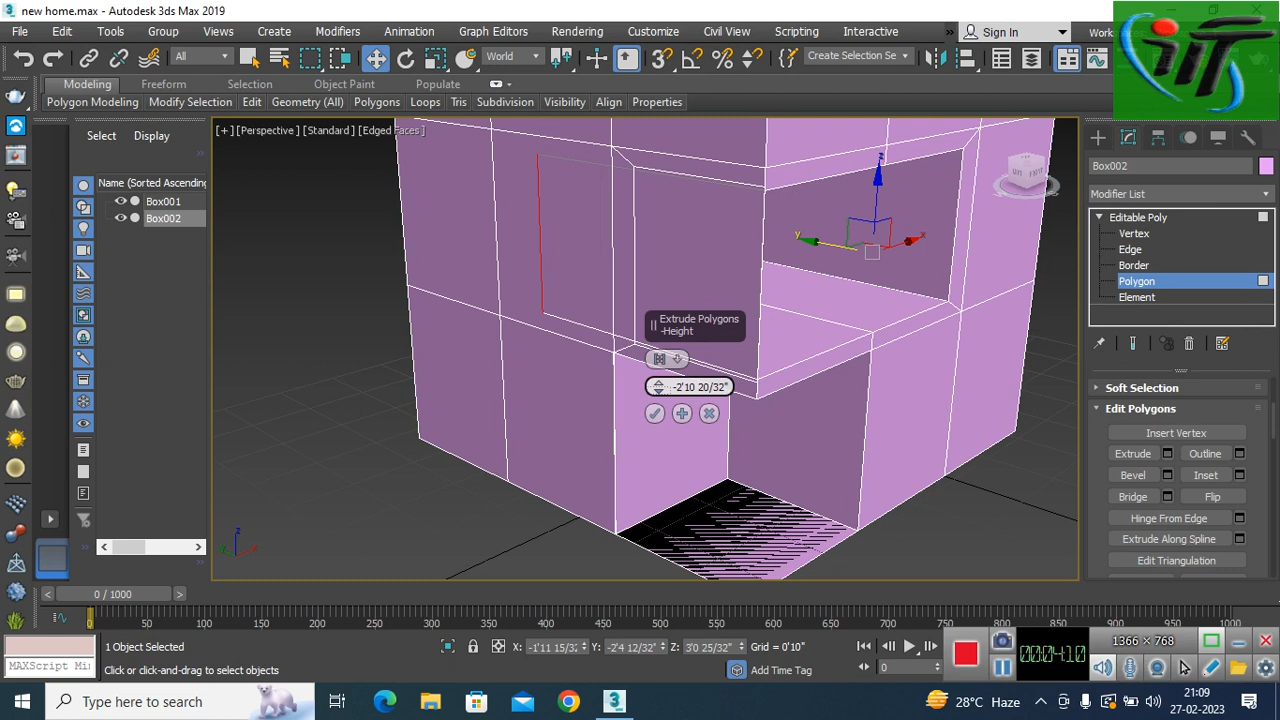 new home.max - Autodesk 3ds Max 2019
File Edit Tools Group Views Create Modifiers Animation Graph Editors Rendering Customize Civil View Scripting Interactive » Sign In
All World Create Selection Se
iTS
Modeling Freeform Selection Object Paint Populate
Polygon Modeling Modify Selection Edit Geometry (All) Polygons Loops Tris Subdivision Visibility Align Properties
Select Display
[+] [Perspective] [Standard] [Edged Faces]
Name (Sorted Ascending
Box001
Box002
Extrude Polygons
-Height
-2'10 20/32"
z
y
x
Box002
Modifier List
Editable Poly
Vertex
Edge
Border
Polygon
Element
Soft Selection
Edit Polygons
Insert Vertex
Extrude Outline
Bevel Inset
Bridge Flip
Hinge From Edge
Extrude Along Spline
Edit Triangulation
< 0 / 1000 >
0 50 100 150 200 250 300 350 400 450 500 550 600 650 700 750 800 850 900 950 1000
1 Object Selected
X: -1'11 15/32 Y: -2'4 12/32" Z: 3'0 25/32" Grid = 0'10"
MAXScript Mi
Click or click-and-drag to select objects
Add Time Tag
0
1366 × 768
00:04:10
Type here to search
28°C Haze
21:09
27-02-2023